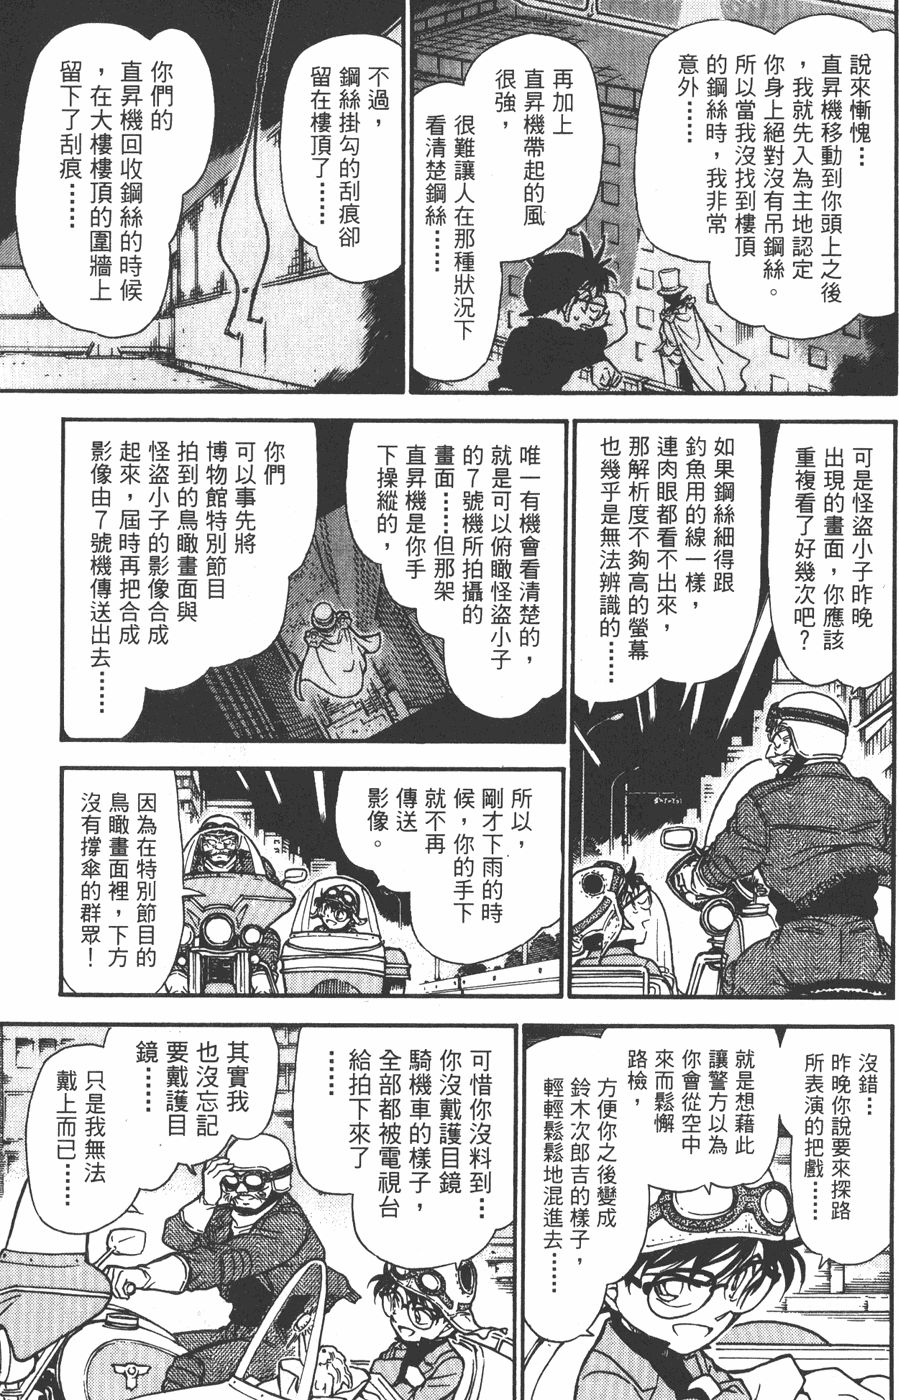 說來慚愧…
直昇機移動到你頭上之後
，我就先入為主地認定
你身上絕對沒有吊鋼絲。
所以當我沒找到樓頂
的鋼絲時，我非常
意外……
再加上
直昇機帶起的風
很強，
很難讓人在那種狀況下
看清楚鋼絲……
不過，
鋼絲掛勾的刮痕卻
留在樓頂了……
你們的
直昇機回收鋼絲的時候
，在大樓樓頂的圍牆上
留下了刮痕……
可是怪盜小子昨晚
出現的畫面，你應該
重複看了好幾次吧？
如果鋼絲細得跟
釣魚用的線一樣，
連肉眼都看不出來，
那解析度不夠高的螢幕
也幾乎是無法辨識的……
唯一有機會看清楚的，
就是可以俯瞰怪盜小子
的７號機所拍攝的
畫面……但那架
直昇機是你手
下操縱的，
你們
可以事先將
博物館特別節目
拍到的鳥瞰畫面與
怪盜小子的影像合成
起來，屆時再把合成
影像由７號機傳送出去……
所以，
剛才下雨的時
候，你的手下
就不再
傳送
影像。
因為在特別節目的
鳥瞰畫面裡，下方
沒有撐傘的群眾！
沒錯…
昨晚你說要來探路
所表演的把戲……
就是想藉此
讓警方以為
你會從空中
來而鬆懈
路檢，
方便你之後變成
鈴木次郎吉的樣子，
輕輕鬆鬆地混進去……
可惜你沒料到…
你沒戴護目鏡
騎機車的樣子，
全部都被電視台
給拍下來了
……
其實我
也沒忘記
要戴護目
鏡……
只是我無法
戴上而已……